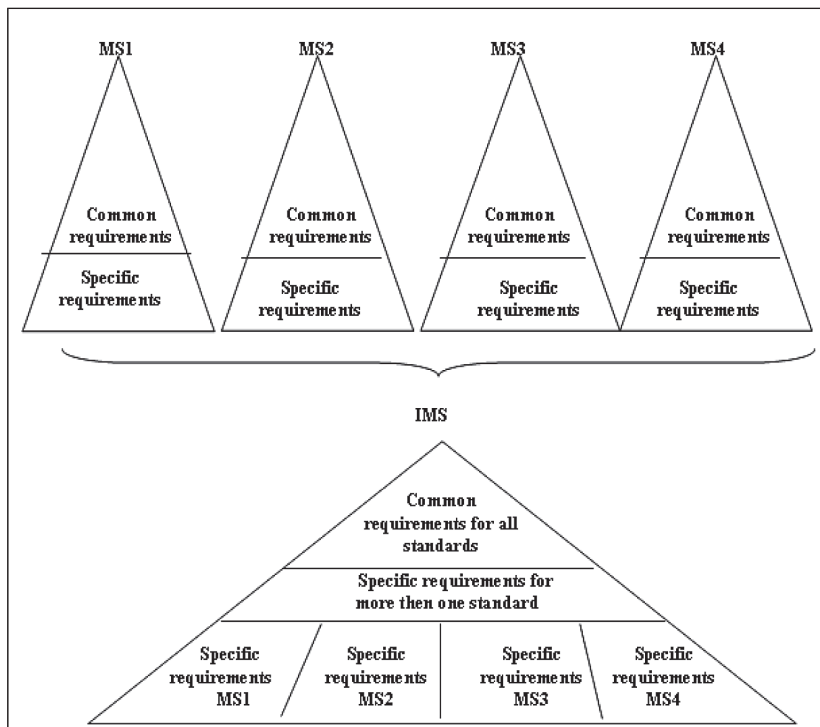 MS1 MS2 MS3 MS4
Common Common Common Common
requirements requirements requirements requirements
Specific Specific Specific Specific
requirements requirements requirements requirements
IMS
Common
requirements for all
standards
Specific requirements for
more then one standard
Specific Specific Specific Specific
requirements requirements requirements requirements
MS1 MS2 MS3 MS4